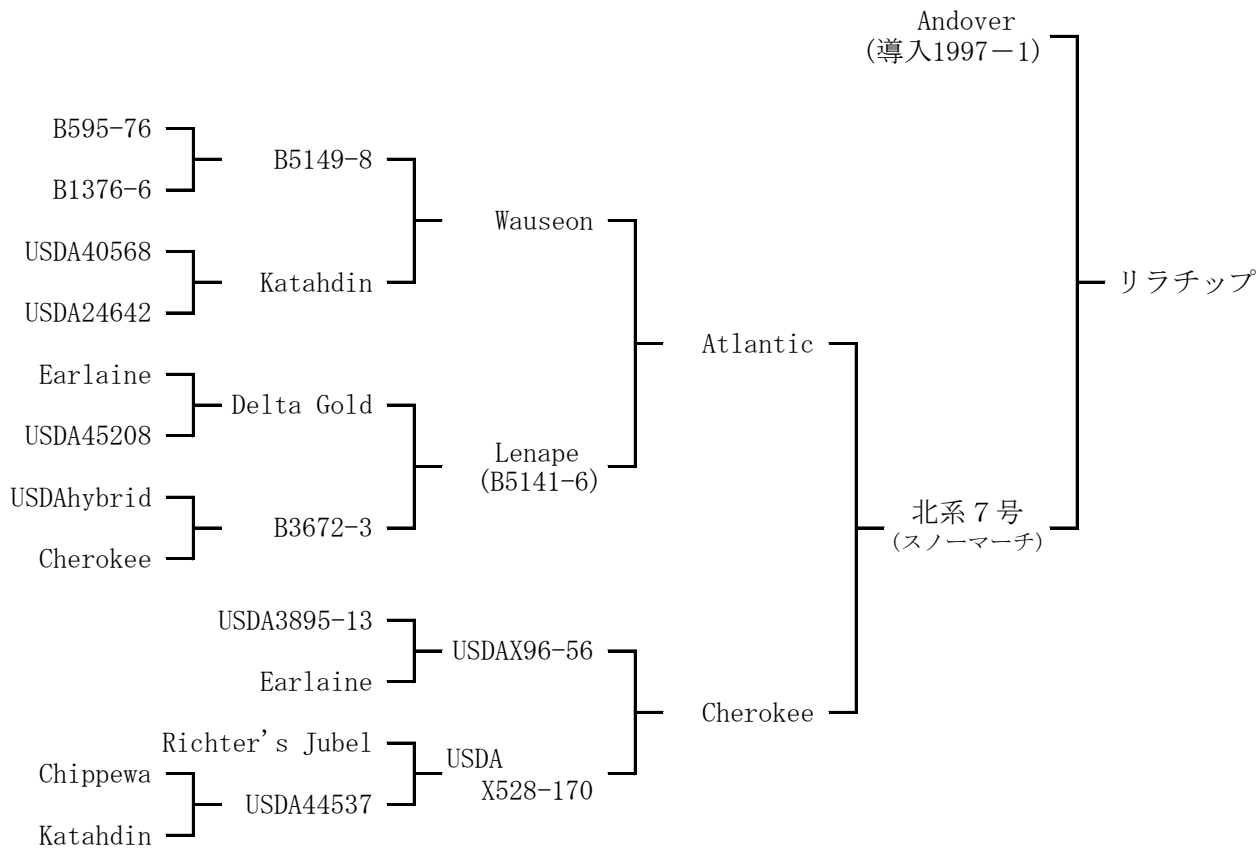 Andover
(導入1997－1)
B595-76
B5149-8
B1376-6
Wauseon
USDA40568
Katahdin
USDA24642
リラチップ
Atlantic
Earlaine
Delta Gold
USDA45208
Lenape
(B5141-6)
USDAhybrid
B3672-3
Cherokee
北系７号
(スノーマーチ)
USDA3895-13
USDAX96-56
Earlaine
Cherokee
Richter's Jubel
USDA
X528-170
Chippewa
USDA44537
Katahdin